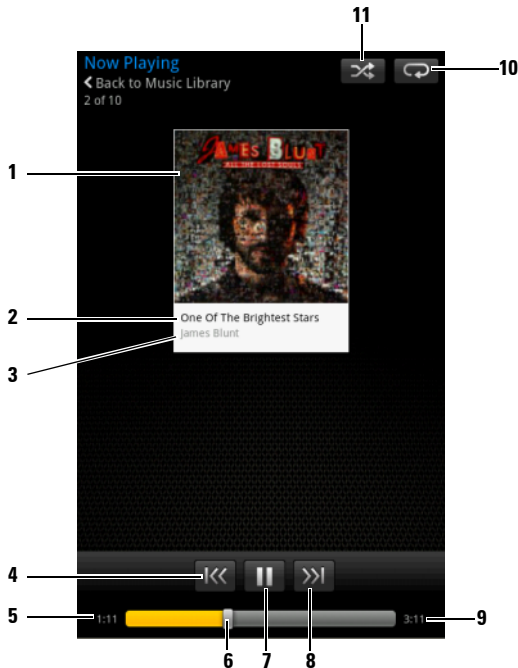 11
Now Playing
Back to Music Library
2 of 10
10
1
JAMES BLUNT
ALL THE LOST SOULS
2
One Of The Brightest Stars
James Blunt
3
4
5
1:11
3:11
9
6
7
8